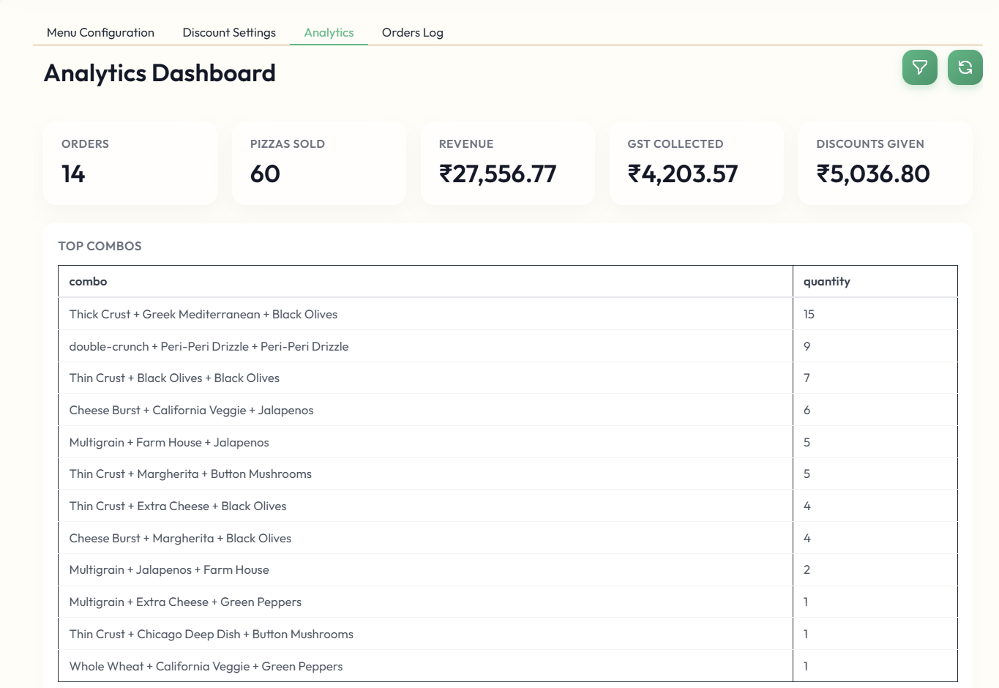 Menu Configuration Discount Settings Analytics Orders Log
Analytics Dashboard
ORDERS PIZZAS SOLD REVENUE GST COLLECTED DISCOUNTS GIVEN
14 60 ₹27,556.77 ₹4,203.57 ₹5,036.80
TOP COMBOS
combo quantity
Thick Crust + Greek Mediterranean + Black Olives 15
double-crunch + Peri-Peri Drizzle + Peri-Peri Drizzle 9
Thin Crust + Black Olives + Black Olives 7
Cheese Burst + California Veggie + Jalapenos 6
Multigrain + Farm House + Jalapenos 5
Thin Crust + Margherita + Button Mushrooms 5
Thin Crust + Extra Cheese + Black Olives 4
Cheese Burst + Margherita + Black Olives 4
Multigrain + Jalapenos + Farm House 2
Multigrain + Extra Cheese + Green Peppers 1
Thin Crust + Chicago Deep Dish + Button Mushrooms 1
Whole Wheat + California Veggie + Green Peppers 1